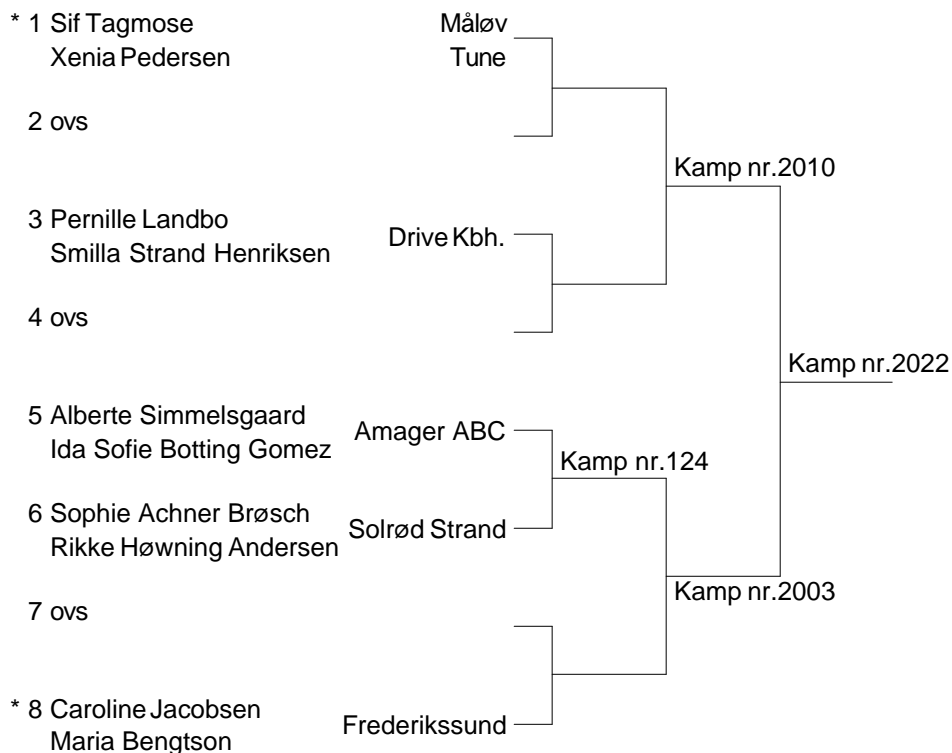 * 1 Sif Tagmose Måløv
Xenia Pedersen Tune
2 ovs
Kamp nr.2010
3 Pernille Landbo
Smilla Strand Henriksen Drive Kbh.
4 ovs
Kamp nr.2022
5 Alberte Simmelsgaard
Ida Sofie Botting Gomez Amager ABC
Kamp nr.124
6 Sophie Achner Brøsch
Rikke Høwning Andersen Solrød Strand
Kamp nr.2003
7 ovs
* 8 Caroline Jacobsen
Maria Bengtson Frederikssund